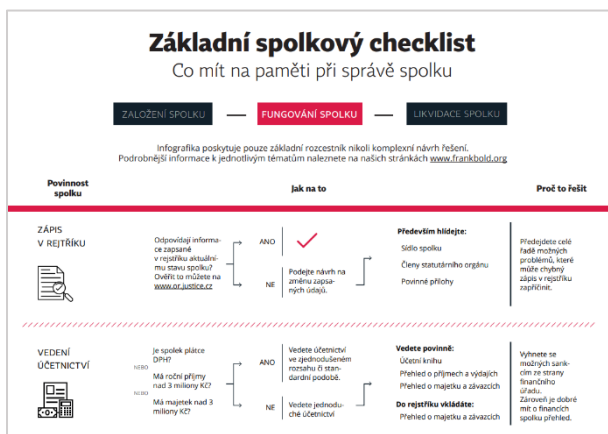 Základní spolkový checklist
Co mít na paměti při správě spolku
ZALOŽENÍ SPOLKU — FUNGOVÁNÍ SPOLKU — LIKVIDACE SPOLKU
Infografika poskytuje pouze základní rozcestník nikoli komplexní návrh řešení.
Podrobnější informace k jednotlivým tématům naleznete na našich stránkách www.frankbold.org
Povinnost
spolku
Jak na to
Proč to řešit
ZÁPIS
V REJTŘÍKU
Odpovídají informa-
ce zapsané
v rejstříku aktuální-
mu stavu spolku?
Ověřit to můžete na
www.or.justice.cz
ANO
NE
Podejte návrh na
změnu zapsa-
ných údajů.
Především hlídejte:
Sídlo spolku
Členy statutárního orgánu
Povinné přílohy
Předejdete celé
řadě možných
problémů, které
může chybný
zápis v rejstříku
zapříčinit.
VEDENÍ
ÚČETNICTVÍ
Je spolek plátce
DPH?
NEBO
Má roční příjmy
nad 3 miliony Kč?
NEBO
Má majetek nad 3
miliony Kč?
ANO
Vedete účetnictví
ve zjednodušeném
rozsahu či stan-
dardní podobě.
NE
Vedete jednodu-
ché účetnictví
Vedete povinně:
Účetní knihu
Přehled o příjmech a výdajích
Přehled o majetku a závazcích
Do rejstříku vkládáte:
Přehled o majetku a závazcích
Vyhnete se
možným sank-
cím ze strany
finančního
úřadu.
Zároveň je dobré
mít o financích
spolku přehled.